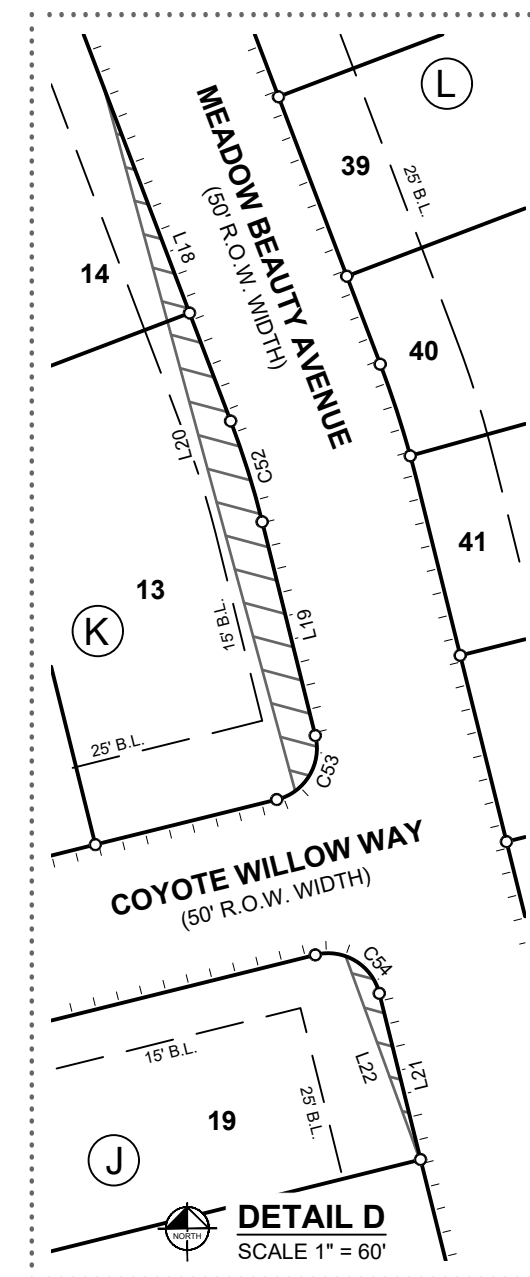 L
MEADOW BEAUTY AVENUE
(50' R.O.W. WIDTH)
39
25' B.L.
L18
14
40
L20
C52
41
13
L19
15' B.L.
K
25' B.L.
C53
COYOTE WILLOW WAY
(50' R.O.W. WIDTH)
C54
15' B.L.
L22
L21
25' B.L.
19
J
NORTH
DETAIL D
SCALE 1" = 60'